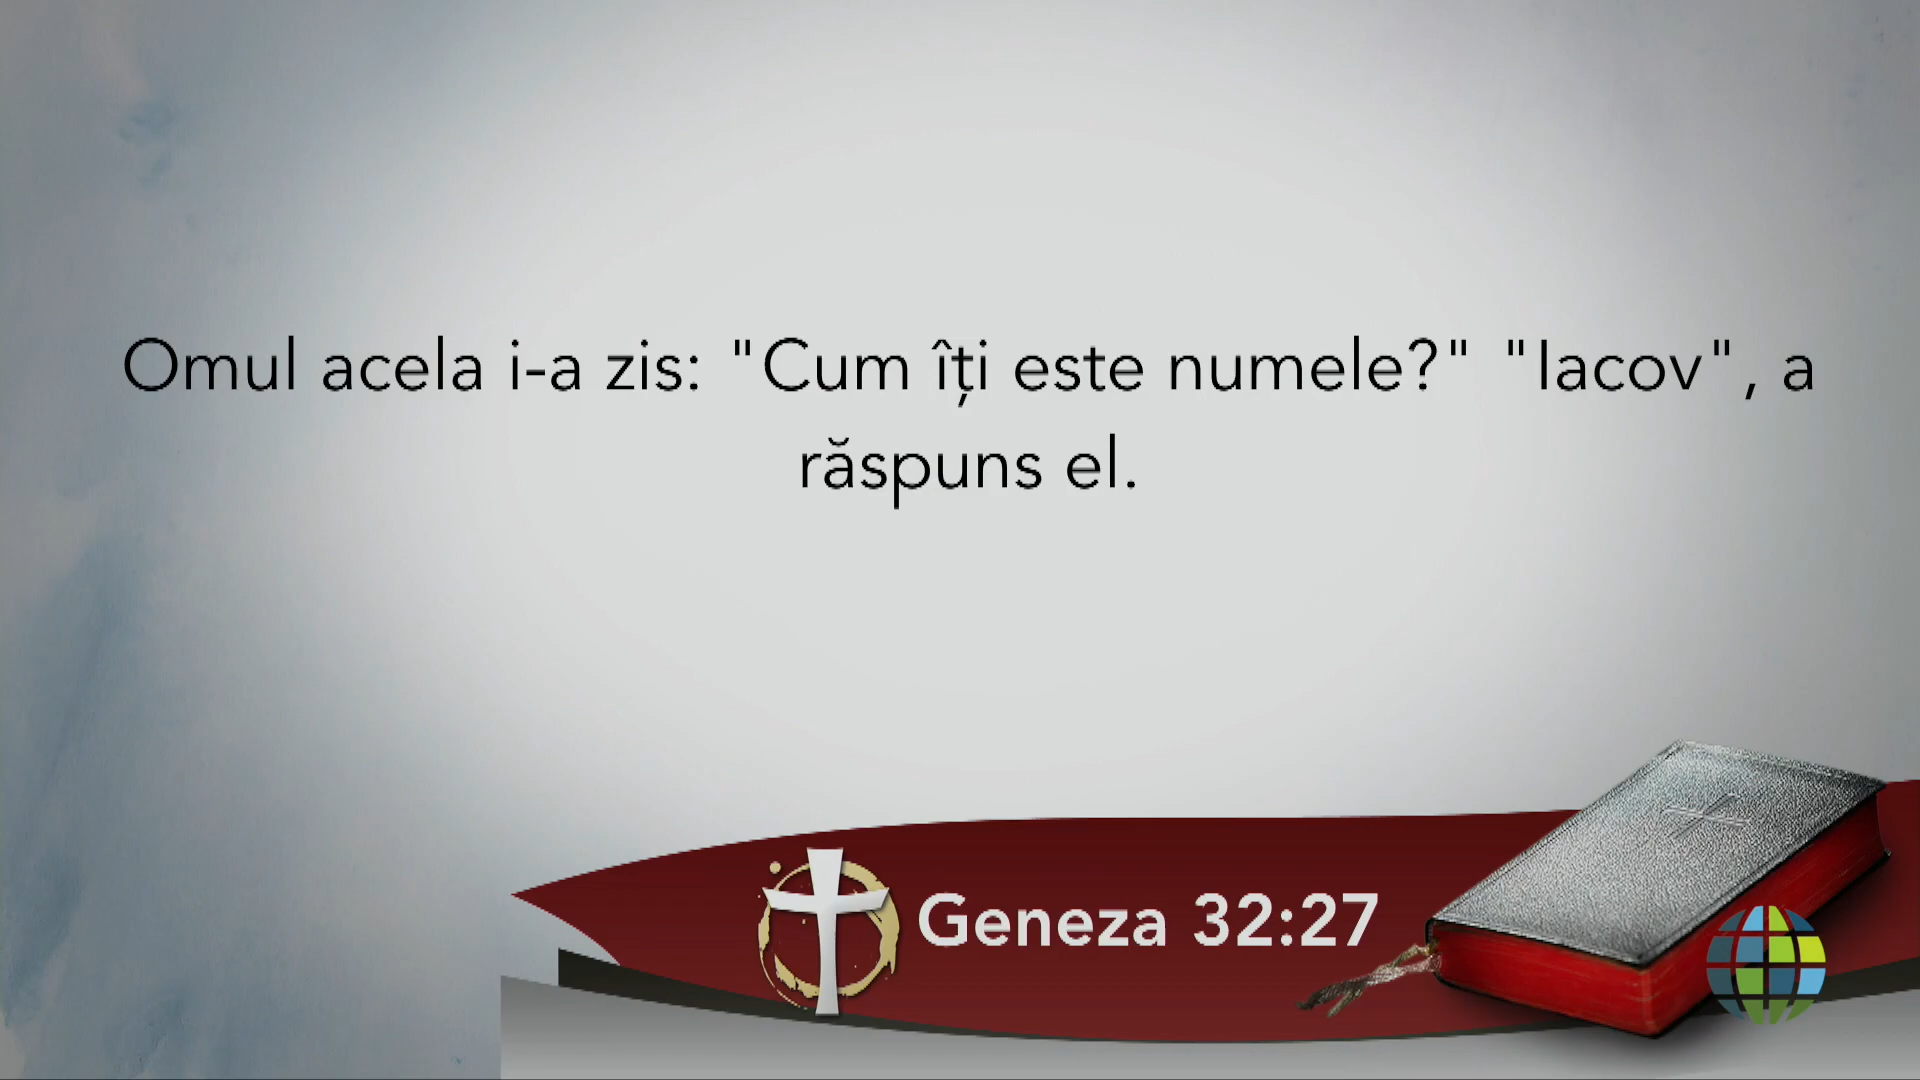 Omul acela i-a zis: "Cum îți este numele?" "Iacov", a
răspuns el.
Geneza 32:27